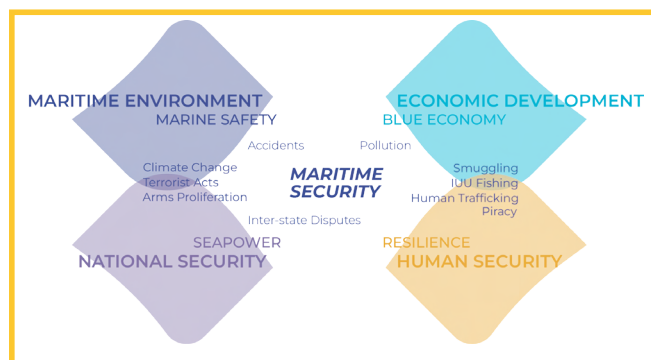 MARITIME ENVIRONMENT
MARINE SAFETY
ECONOMIC DEVELOPMENT
BLUE ECONOMY
Accidents
Pollution
Climate Change
Terrorist Acts
Arms Proliferation
MARITIME
SECURITY
Smuggling
IUU Fishing
Human Trafficking
Piracy
Inter-state Disputes
SEAPOWER
NATIONAL SECURITY
RESILIENCE
HUMAN SECURITY